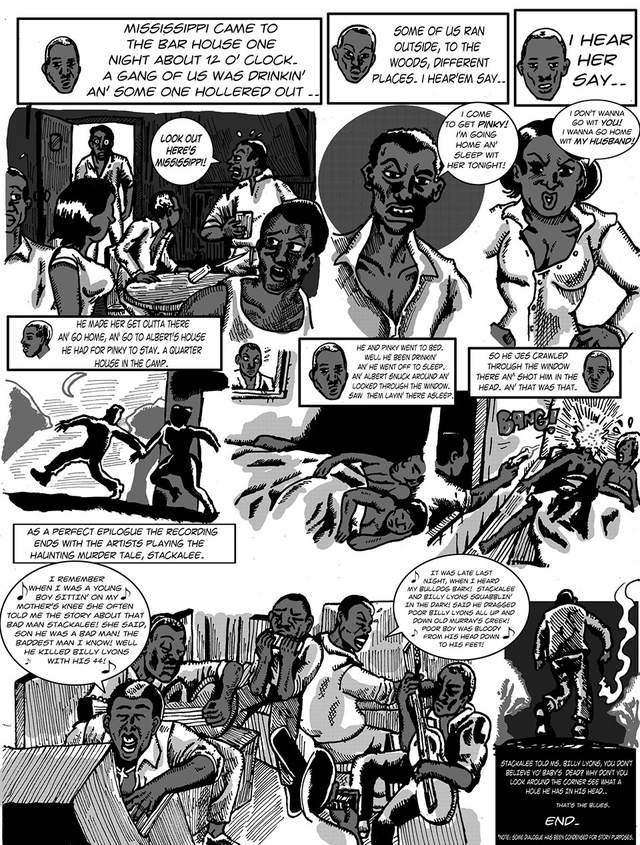 MISSISSIPPI CAME TO
THE BAR HOUSE ONE
NIGHT ABOUT 12 O' CLOCK.
A GANG OF US WAS DRINKIN'
AN' SOME ONE HOLLERED OUT --
SOME OF US RAN
OUTSIDE, TO THE
WOODS, DIFFERENT
PLACES. I HEAR'EM SAY--
I HEAR
HER
SAY--
LOOK OUT
HERE'S
MISSISSIPPI!
I COME
TO GET PINKY!
I'M GOING
HOME AN'
SLEEP WIT
HER TONIGHT!
I DON'T WANNA
GO WIT YOU!
I WANNA GO HOME
WIT MY HUSBAND!
HE MADE HER GET OUTTA THERE
AN' GO HOME, AN' GO TO ALBERT'S HOUSE
HE HAD FOR PINKY TO STAY. A QUARTER
HOUSE IN THE CAMP.
HE AND PINKY WENT TO BED.
WELL HE BEEN DRINKIN'
AN' HE WENT OFF TO SLEEP.
AN' ALBERT SNUCK AROUND AN'
LOOKED THROUGH THE WINDOW.
SAW THEM LAYIN' THERE ASLEEP.
SO HE JES CRAWLED
THROUGH THE WINDOW
THERE AN' SHOT HIM IN THE
HEAD. AN' THAT WAS THAT.
BANG!
AS A PERFECT EPILOGUE THE RECORDING
ENDS WITH THE ARTISTS PLAYING THE
HAUNTING MURDER TALE, STACKALEE.
I REMEMBER
WHEN I WAS A YOUNG
BOY SITTIN' ON MY
MOTHER'S KNEE SHE OFTEN
TOLD ME THE STORY ABOUT THAT
BAD MAN STACKALEE! SHE SAID,
SON HE WAS A BAD MAN! THE
BADDEST MAN I KNOW! WELL
HE KILLED BILLY LYONS
WITH HIS 44!
IT WAS LATE LAST
NIGHT, WHEN I HEARD
MY BULLDOG BARK! STACKALEE
AND BILLY LYONS SQUABBLIN'
IN THE DARK! SAID HE DRAGGED
POOR BILLY LYONS ALL UP AND
DOWN OLD MURRAY'S CREEK!
POOR BOY WAS BLOODY
FROM HIS HEAD DOWN
TO HIS FEET!
STACKALEE TOLD MS. BILLY LYONS, YOU DON'T
BELIEVE YO' BABY'S DEAD? WHY DON'T YOU
LOOK AROUND THE CORNER SEE WHAT A
HOLE HE HAS IN HIS HEAD..
THAT'S THE BLUES.
END.
*NOTE: SOME DIALOGUE HAS BEEN CONDENSED FOR STORY PURPOSES.